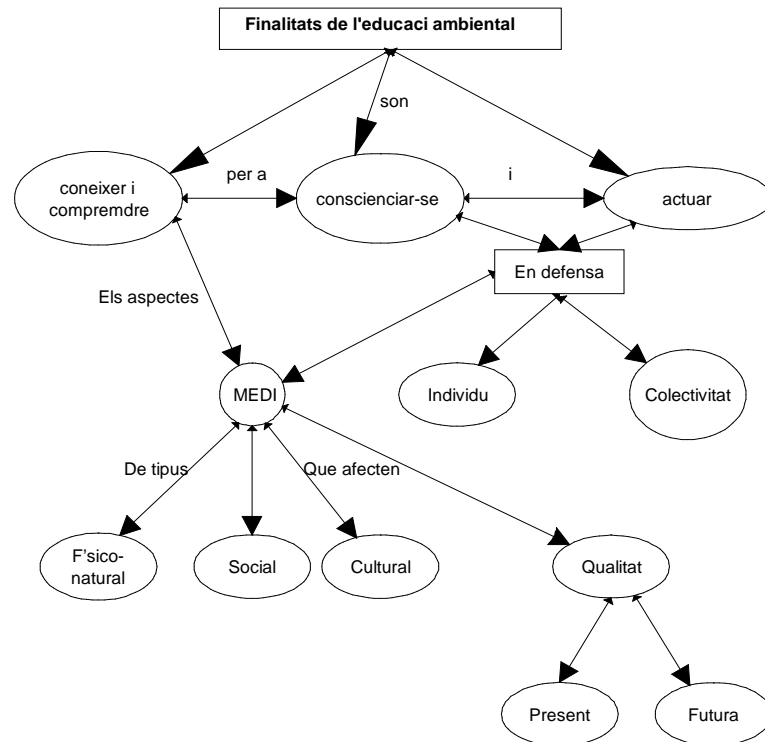 Finalitats de l'educaci ambiental
son
coneixer i
compremdre
per a
conscienciar-se
i
actuar
En defensa
Els aspectes
MEDI
Individu
Colectivitat
De tipus
Que afecten
F'sico-
natural
Social
Cultural
Qualitat
Present
Futura